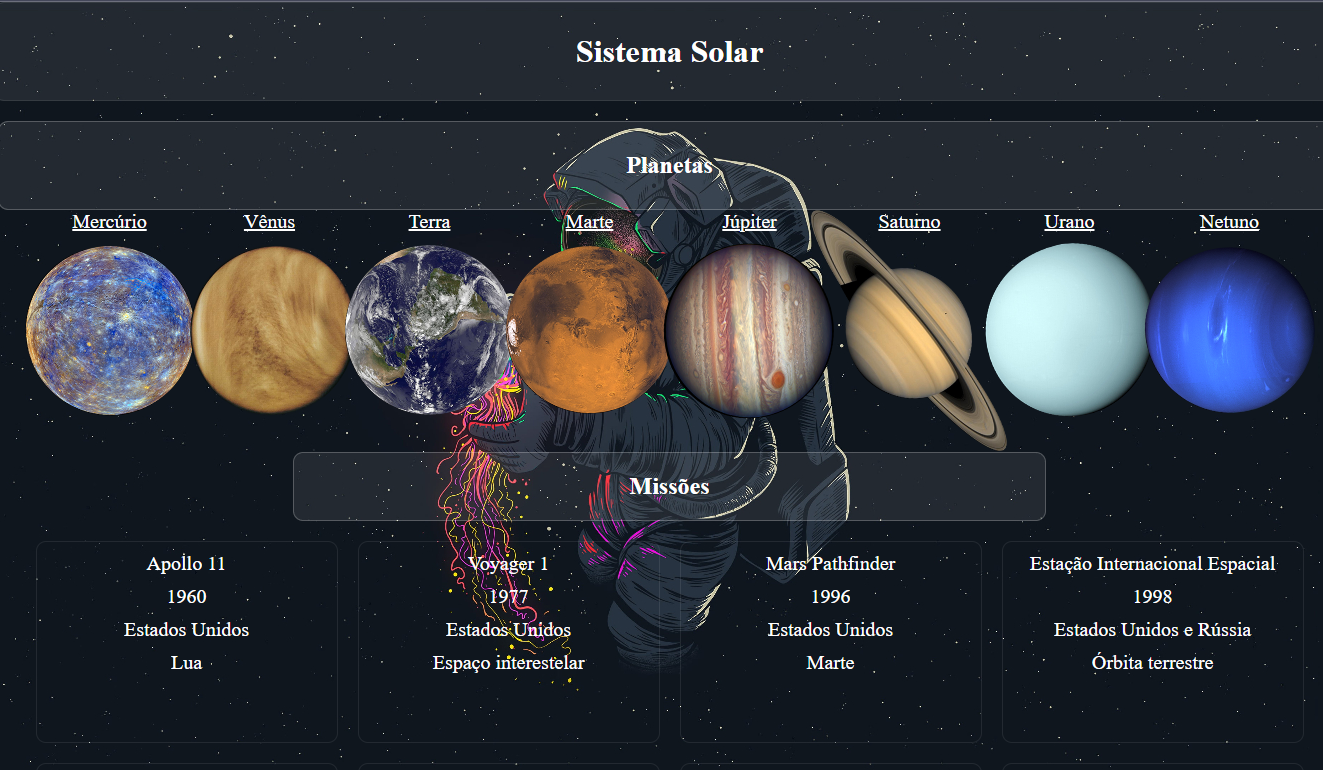 Sistema Solar
Planetas
Mercúrio Vênus Terra Marte Júpiter Saturno Urano Netuno
Missões
Apollo 11
1960
Estados Unidos
Lua
Voyager 1
1977
Estados Unidos
Espaço interestelar
Mars Pathfinder
1996
Estados Unidos
Marte
Estação Internacional Espacial
1998
Estados Unidos e Rússia
Órbita terrestre